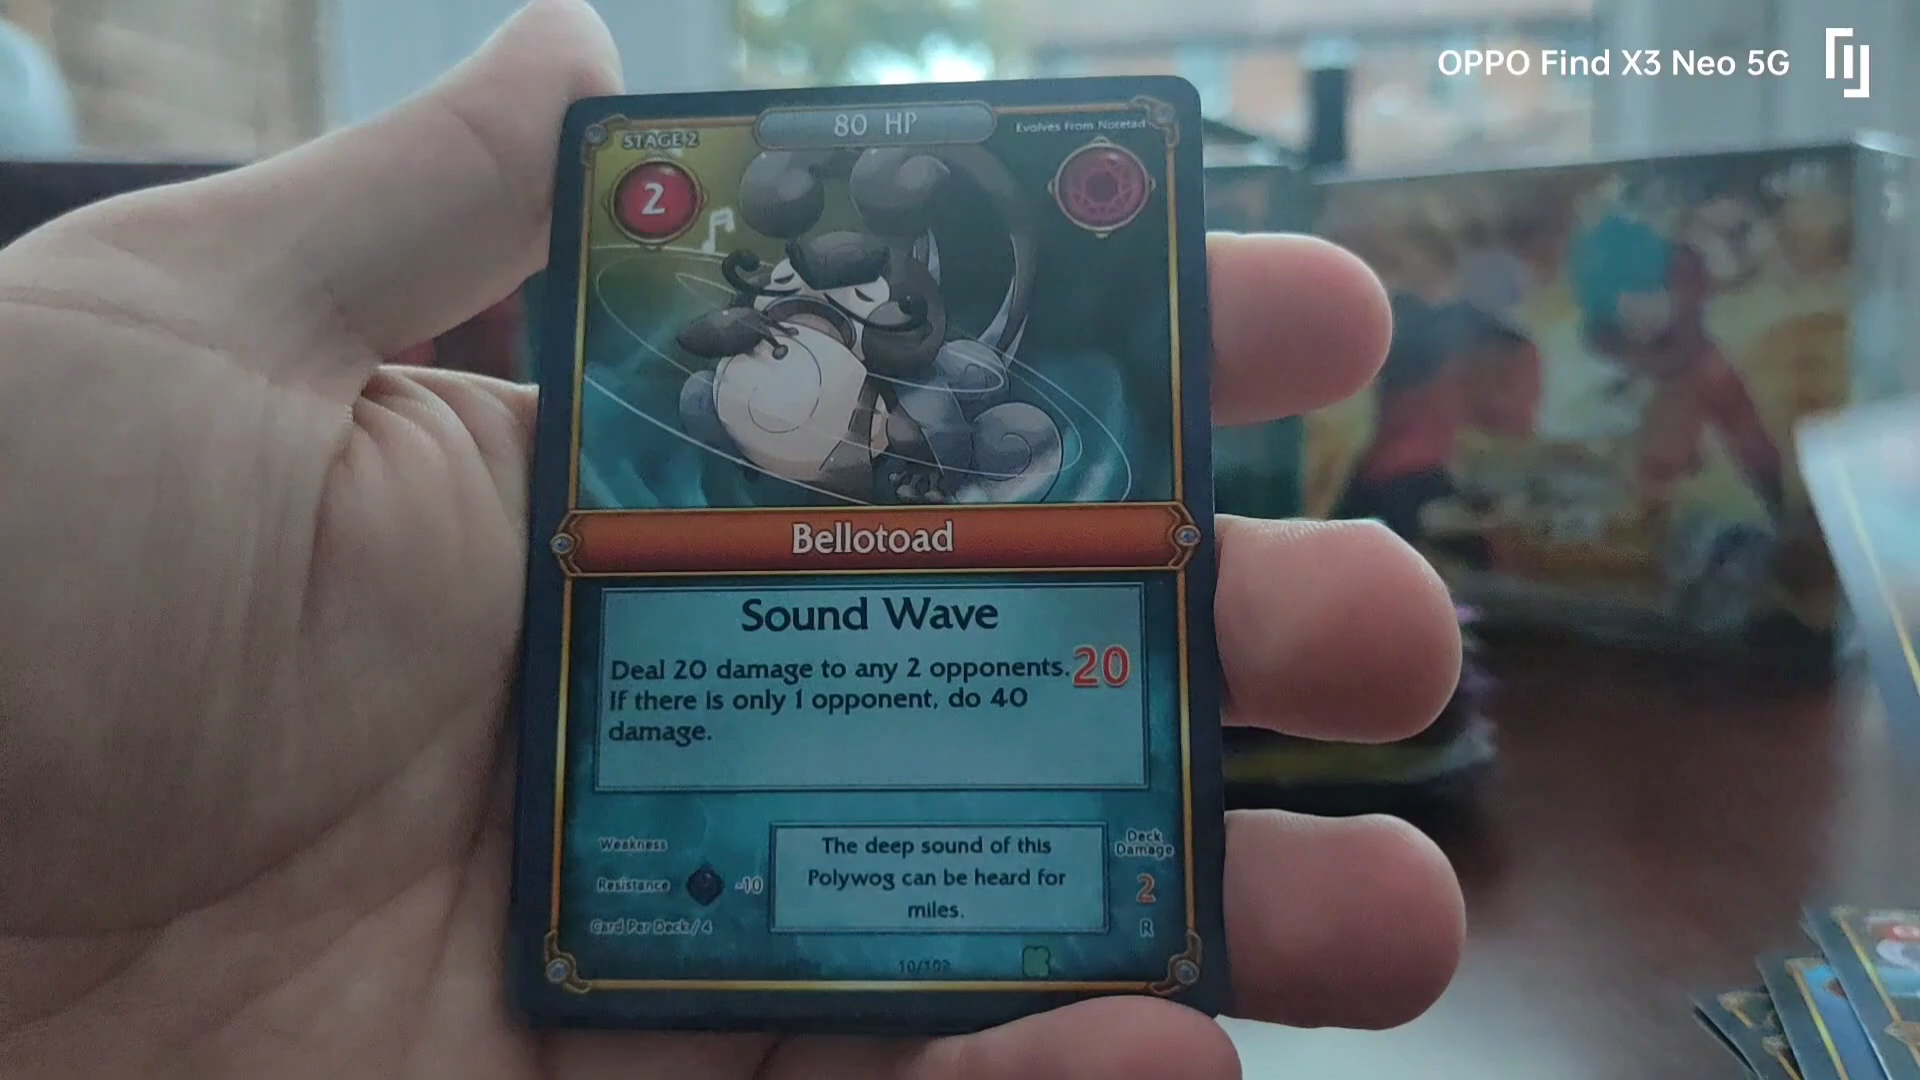 OPPO Find X3 Neo 5G
STAGE 2
80 HP
Evolves From Notetad
2
Bellotoad
Sound Wave
Deal 20 damage to any 2 opponents.
20
If there is only 1 opponent, do 40
damage.
Weakness
Resistance
-10
Card Per Deck / 4
The deep sound of this
Polywog can be heard for
miles.
Deck
Damage
2
R
10/102